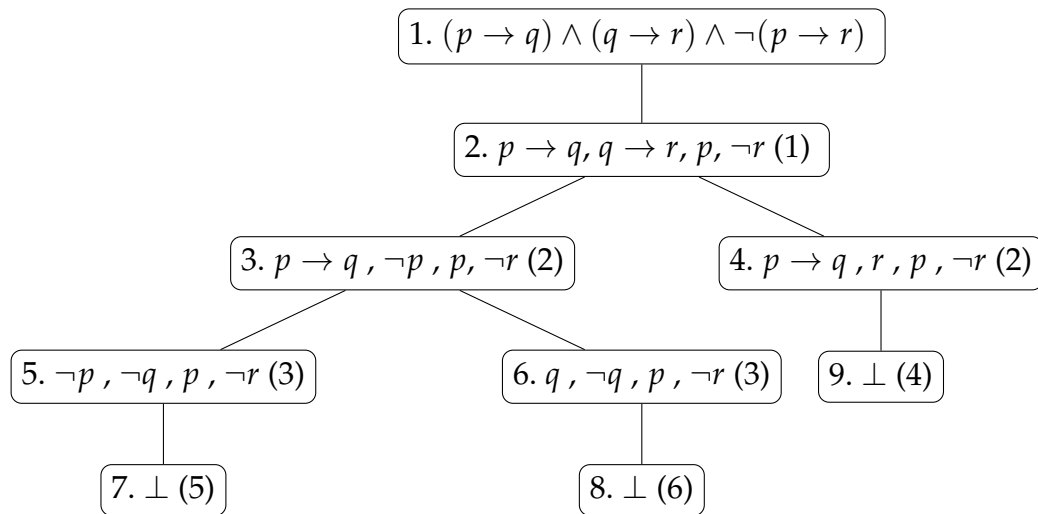 1. (p → q) ∧ (q → r) ∧ ¬(p → r)
2. p → q, q → r, p, ¬r (1)
3. p → q , ¬p , p, ¬r (2)
4. p → q , r , p , ¬r (2)
5. ¬p , ¬q , p , ¬r (3)
6. q , ¬q , p , ¬r (3)
9. ⊥ (4)
7. ⊥ (5)
8. ⊥ (6)